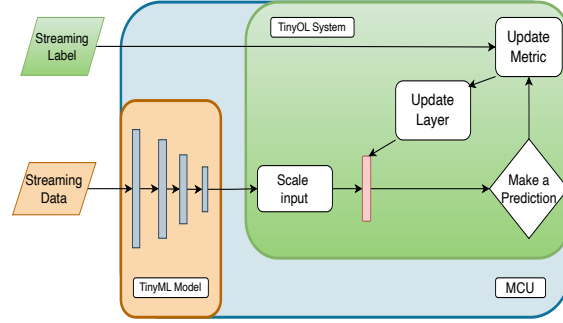 TinyOL System
Streaming
Label
Update
Metric
Update
Layer
Streaming
Data
Scale
input
Make a
Prediction
TinyML Model
MCU